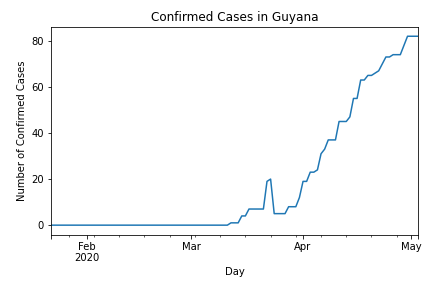 Confirmed Cases in Guyana
Number of Confirmed Cases
80
60
40
20
0
Feb
2020
Mar
Apr
May
Day